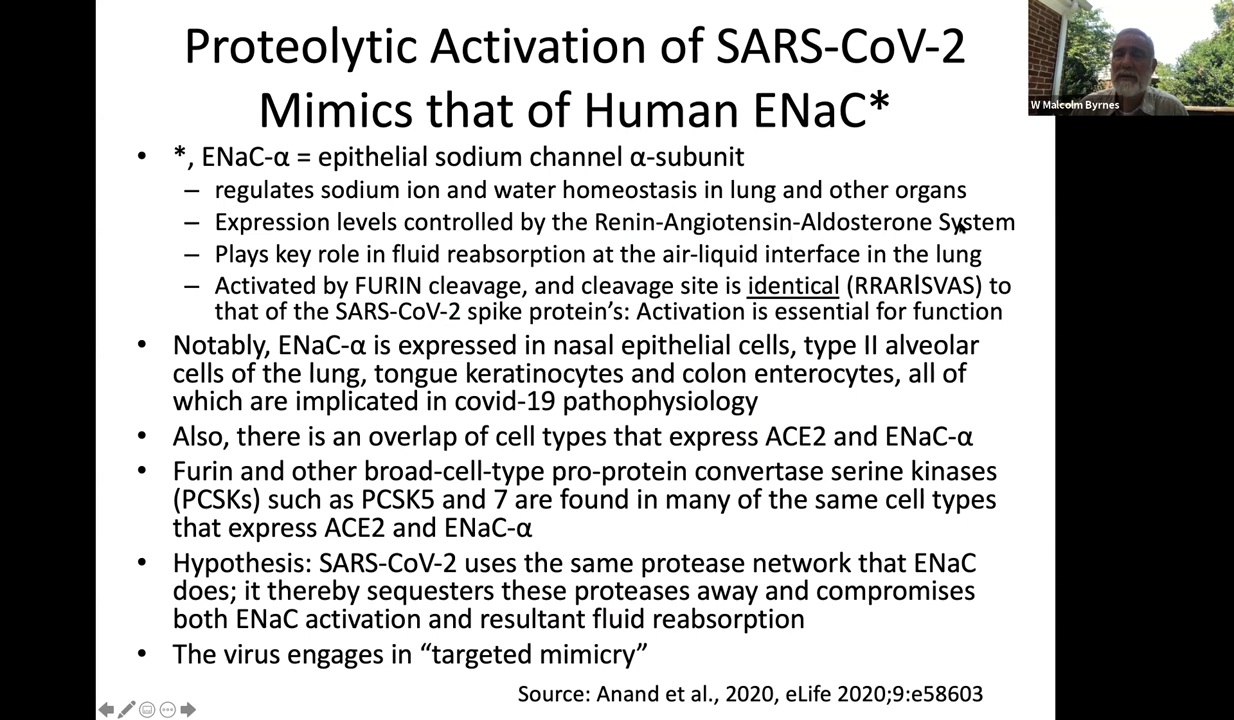 Proteolytic Activation of SARS-CoV-2
Mimics that of Human ENaC*
W Malcolm Byrnes
• *, ENaC-α = epithelial sodium channel α-subunit
– regulates sodium ion and water homeostasis in lung and other organs
– Expression levels controlled by the Renin-Angiotensin-Aldosterone System
– Plays key role in fluid reabsorption at the air-liquid interface in the lung
– Activated by FURIN cleavage, and cleavage site is identical (RRAR|SVAS) to
that of the SARS-CoV-2 spike protein's: Activation is essential for function
• Notably, ENaC-α is expressed in nasal epithelial cells, type II alveolar
cells of the lung, tongue keratinocytes and colon enterocytes, all of
which are implicated in covid-19 pathophysiology
• Also, there is an overlap of cell types that express ACE2 and ENaC-α
• Furin and other broad-cell-type pro-protein convertase serine kinases
(PCSKs) such as PCSK5 and 7 are found in many of the same cell types
that express ACE2 and ENaC-α
• Hypothesis: SARS-CoV-2 uses the same protease network that ENaC
does; it thereby sequesters these proteases away and compromises
both ENaC activation and resultant fluid reabsorption
• The virus engages in “targeted mimicry”
Source: Anand et al., 2020, eLife 2020;9:e58603